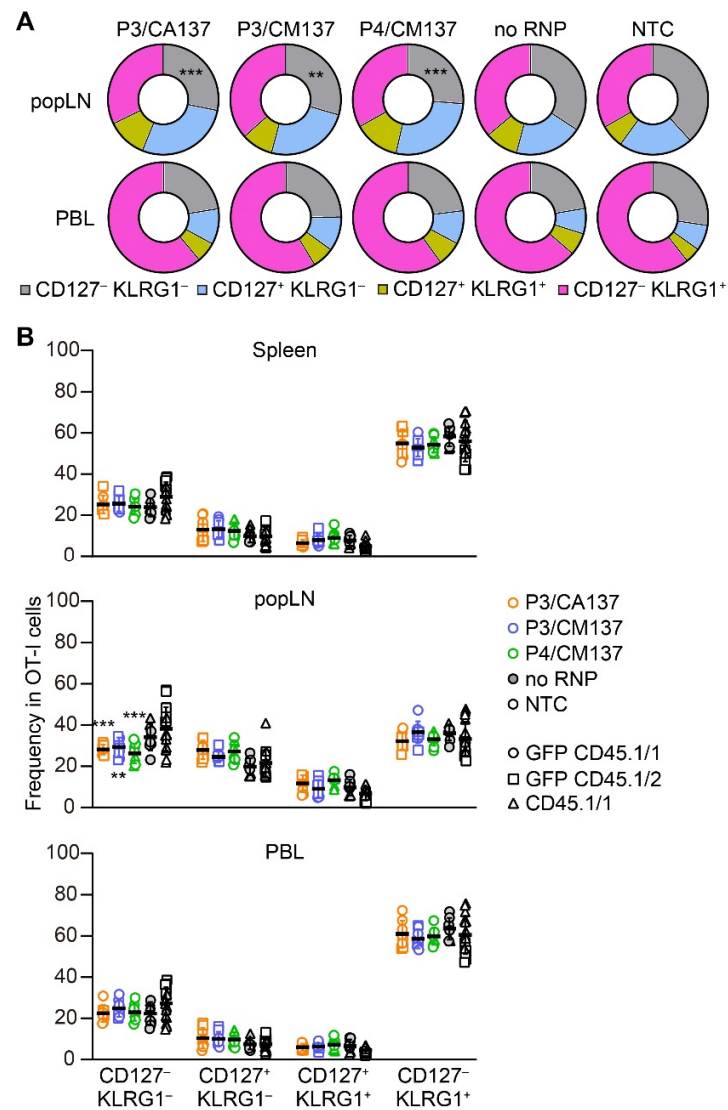 A
P3/CA137 P3/CM137 P4/CM137 no RNP NTC
*** ** ***
popLN
PBL
CD127⁻ KLRG1⁻ CD127⁺ KLRG1⁻ CD127⁺ KLRG1⁺ CD127⁻ KLRG1⁺
B
Frequency in OT-I cells
Spleen
100
80
60
40
20
0
popLN
100
80
60
40
20
0
*** ***
**
P3/CA137
P3/CM137
P4/CM137
no RNP
NTC
GFP CD45.1/1
GFP CD45.1/2
CD45.1/1
PBL
100
80
60
40
20
0
CD127⁻ CD127⁺ CD127⁺ CD127⁻
KLRG1⁻ KLRG1⁻ KLRG1⁺ KLRG1⁺